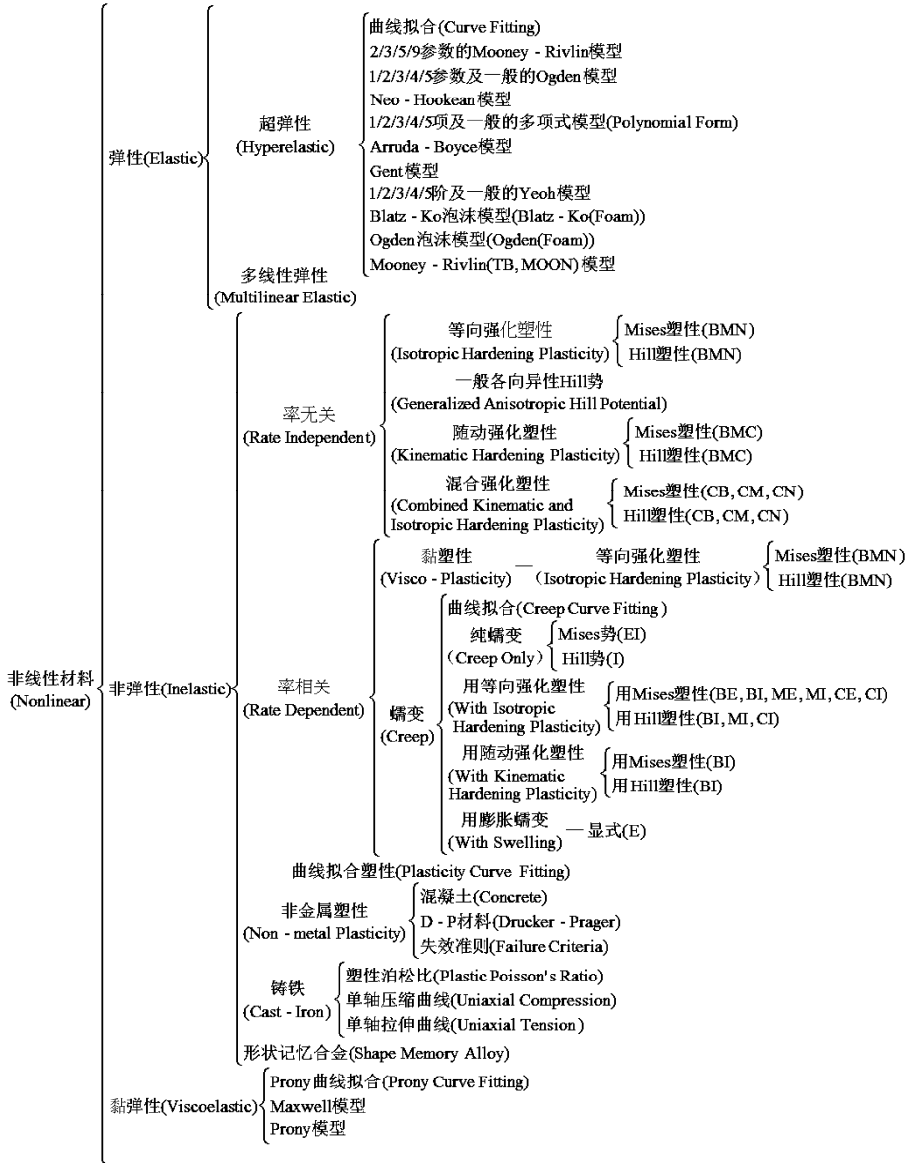 曲线拟合(Curve Fitting)
2/3/5/9参数的Mooney - Rivlin模型
1/2/3/4/5参数及一般的Ogden模型
Neo - Hookean模型
超弹性
(Hyperelastic)
1/2/3/4/5项及一般的多项式模型(Polynomial Form)
Arruda - Boyce模型
弹性(Elastic)
Gent模型
1/2/3/4/5阶及一般的Yeoh模型
Blatz - Ko泡沫模型(Blatz - Ko(Foam))
Ogden泡沫模型(Ogden(Foam))
Mooney - Rivlin(TB, MOON)模型
多线性弹性
(Multilinear Elastic)
等向强化塑性
(Isotropic Hardening Plasticity)
Mises塑性(BMN)
Hill塑性(BMN)
一般各向异性Hill势
(Generalized Anisotropic Hill Potential)
率无关
(Rate Independent)
随动强化塑性
(Kinematic Hardening Plasticity)
Mises塑性(BMC)
Hill塑性(BMC)
混合强化塑性
(Combined Kinematic and
Isotropic Hardening Plasticity)
Mises塑性(CB, CM, CN)
Hill塑性(CB, CM, CN)
黏塑性
(Visco - Plasticity)
等向强化塑性
(Isotropic Hardening Plasticity)
Mises塑性(BMN)
Hill塑性(BMN)
曲线拟合(Creep Curve Fitting )
纯蠕变
(Creep Only)
Mises势(EI)
Hill势(I)
非线性材料
(Nonlinear)
非弹性(Inelastic)
率相关
(Rate Dependent)
蠕变
(Creep)
用等向强化塑性
(With Isotropic
Hardening Plasticity)
用Mises塑性(BE, BI, ME, MI, CE, CI)
用Hill塑性(BI, MI, CI)
用随动强化塑性
(With Kinematic
Hardening Plasticity)
用Mises塑性(BI)
用Hill塑性(BI)
用膨胀蠕变
(With Swelling)
显式(E)
曲线拟合塑性(Plasticity Curve Fitting)
非金属塑性
(Non - metal Plasticity)
混凝土(Concrete)
D - P材料(Drucker - Prager)
失效准则(Failure Criteria)
铸铁
(Cast - Iron)
塑性泊松比(Plastic Poisson's Ratio)
单轴压缩曲线(Uniaxial Compression)
单轴拉伸曲线(Uniaxial Tension)
形状记忆合金(Shape Memory Alloy)
黏弹性(Viscoelastic)
Prony曲线拟合(Prony Curve Fitting)
Maxwell模型
Prony模型